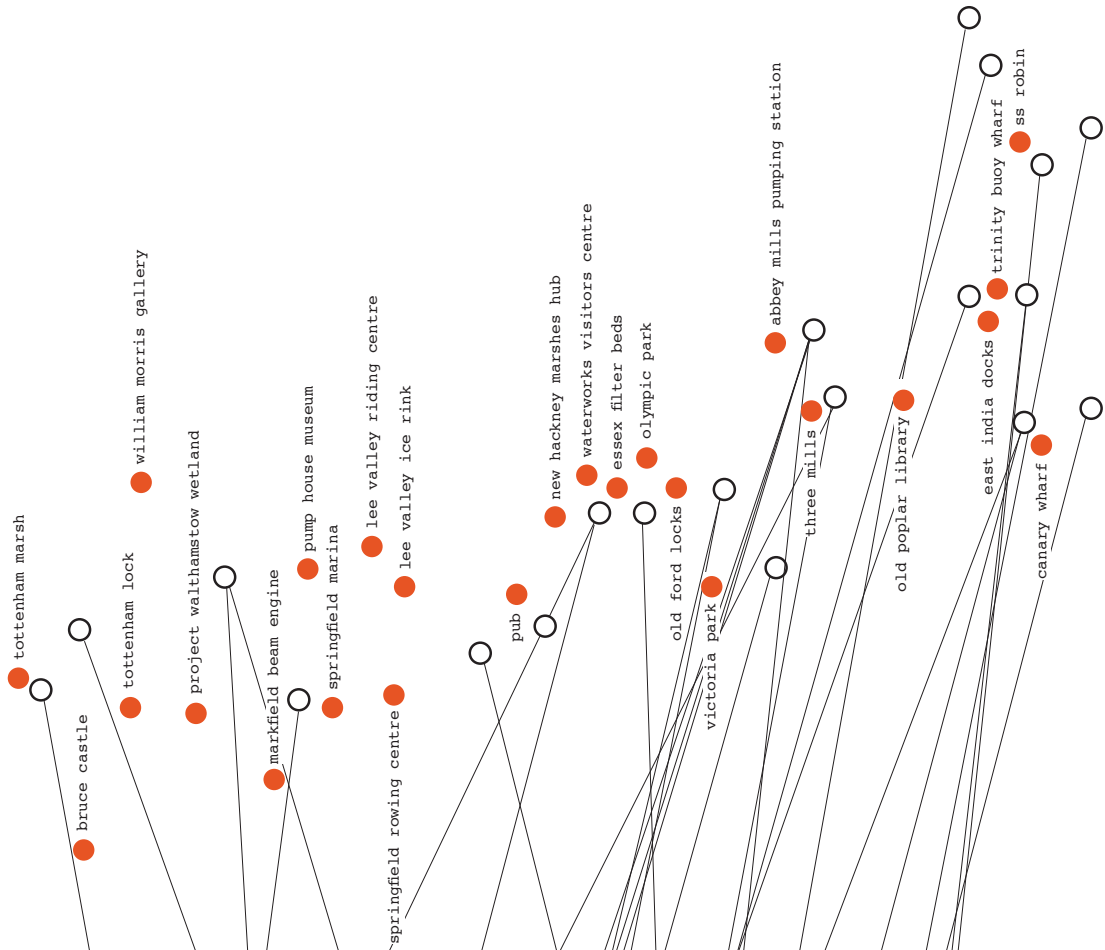 tottenham marsh
bruce castle
tottenham lock
william morris gallery
project walthamstow wetland
markfield beam engine
pump house museum
springfield marina
lee valley riding centre
springfield rowing centre
lee valley ice rink
pub
new hackney marshes hub
waterworks visitors centre
essex filter beds
olympic park
old ford locks
victoria park
abbey mills pumping station
three mills
old poplar library
east india docks
trinity buoy wharf
ss robin
canary wharf